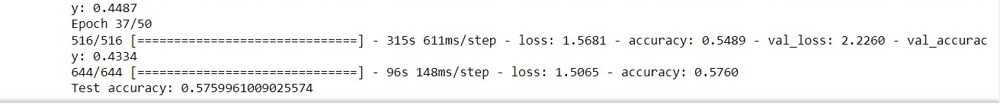 y: 0.4487
Epoch 37/50
516/516 [==============================] - 315s 611ms/step - loss: 1.5681 - accuracy: 0.5489 - val_loss: 2.2260 - val_accurac
y: 0.4334
644/644 [==============================] - 96s 148ms/step - loss: 1.5065 - accuracy: 0.5760
Test accuracy: 0.5759961009025574